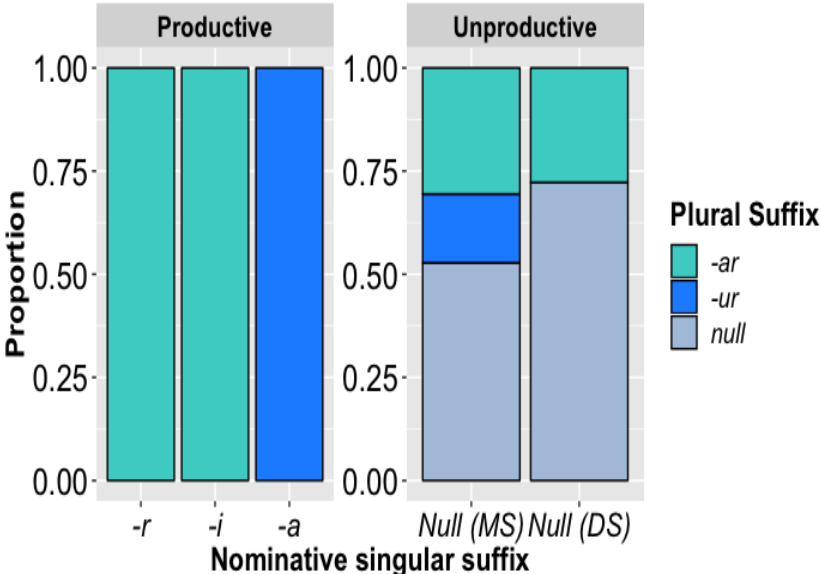 Productive
Unproductive
1.00
0.75
0.50
0.25
0.00
1.00
0.75
0.50
0.25
0.00
Proportion
-r
-i
-a
Null (MS)
Null (DS)
Nominative singular suffix
Plural Suffix
-ar
-ur
null